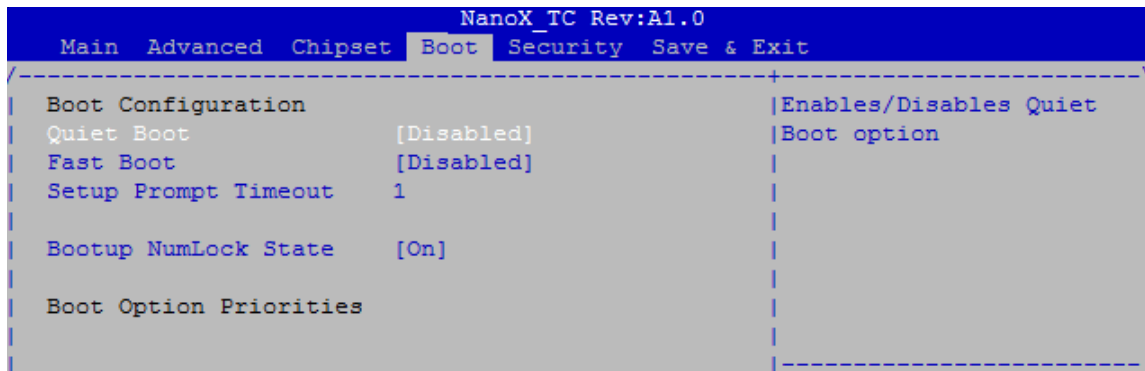 NanoX_TC Rev:A1.0
Main Advanced Chipset Boot Security Save & Exit
Boot Configuration
Quiet Boot [Disabled]
Fast Boot [Disabled]
Setup Prompt Timeout 1
Bootup NumLock State [On]
Boot Option Priorities
Enables/Disables Quiet
Boot option